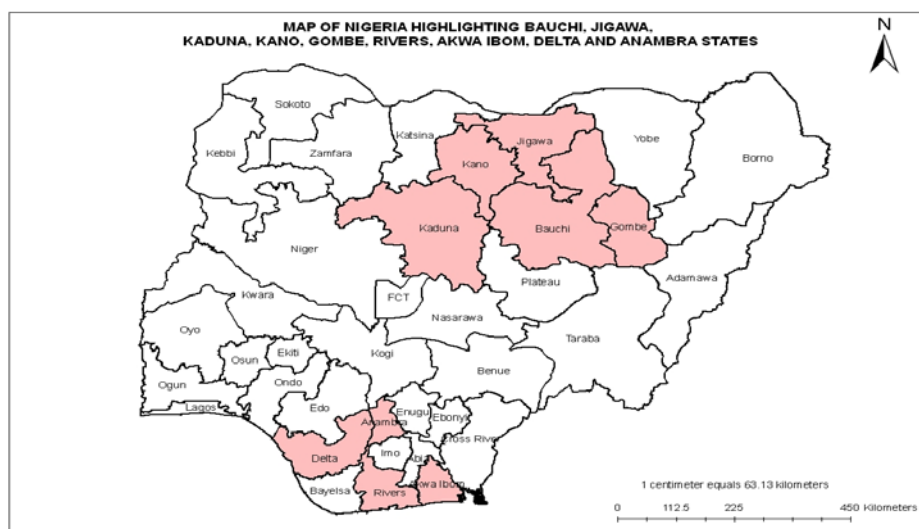 MAP OF NIGERIA HIGHLIGHTING BAUCHI, JIGAWA,
KADUNA, KANO, GOMBE, RIVERS, AKWA IBOM, DELTA AND ANAMBRA STATES
N
Sokoto
Katsina
Jigawa
Yobe
Kebbi
Zamfara
Kano
Borno
Kaduna
Bauchi
Gombe
Niger
Plateau
Adamawa
FCT
Kwara
Nasarawa
Taraba
Oyo
Osun
Ekiti
Kogi
Benue
Ogun
Ondo
Lagos
Edo
Enugu
Ebonyi
Anambra
Cross River
Delta
Imo
Abia
Bayelsa
Rivers
Akwa Ibom
1 centimeter equals 63.13 kilometers
0 112.5 225 450 Kilometers